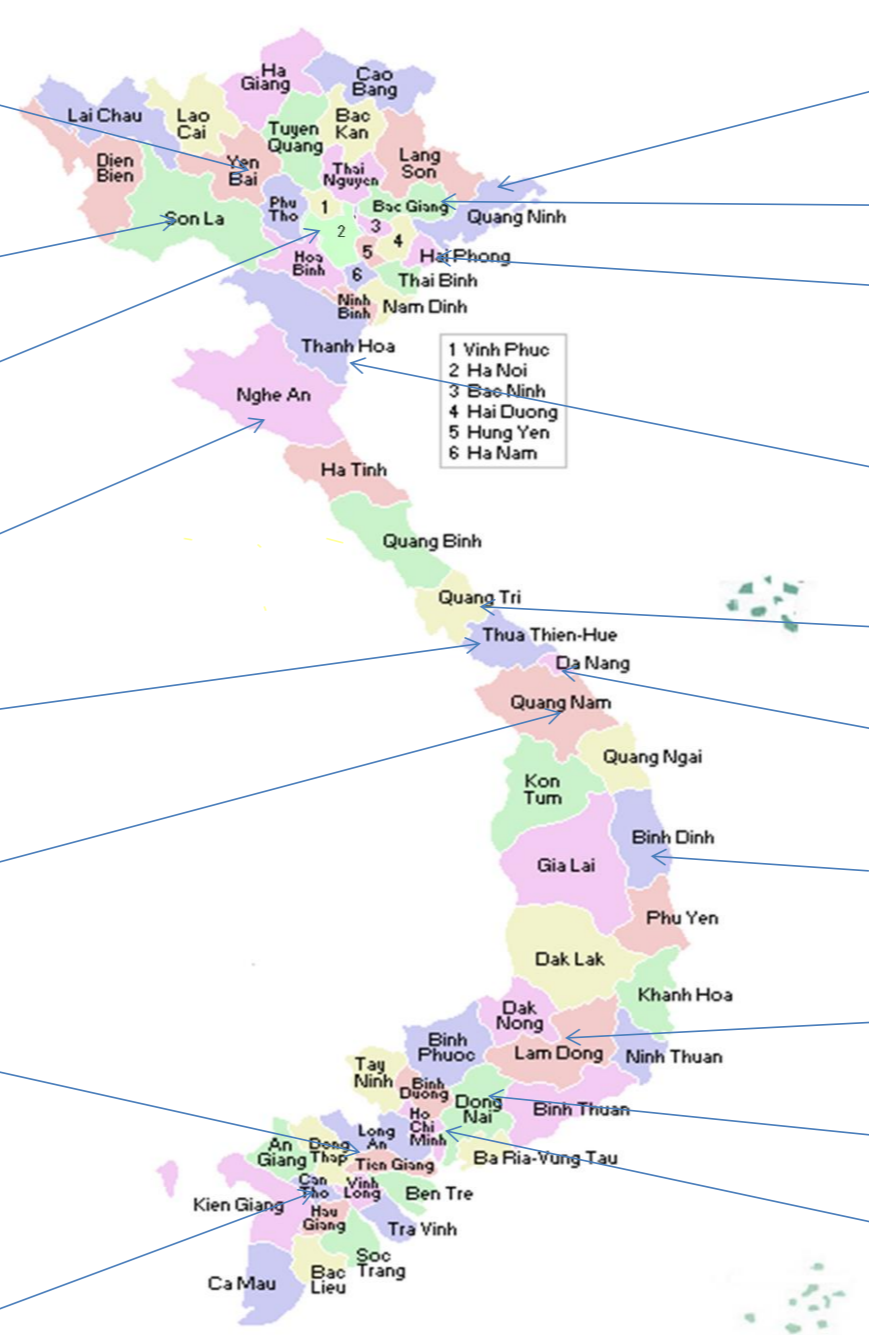 Ha
Giang
Cao
Bang
Lai Chau
Lao
Cai
Tuyen
Quang
Bac
Kan
Dien
Bien
Yen
Bai
Thai
Nguyen
Lang
Son
Son La
Phu
Tho
1
Bac Giang
Quang Ninh
2
3
4
5
Hoa
Binh
Hai Phong
6
Thai Binh
Ninh
Binh
Nam Dinh
Thanh Hoa
1 Vinh Phuc
2 Ha Noi
3 Bac Ninh
4 Hai Duong
5 Hung Yen
6 Ha Nam
Nghe An
Ha Tinh
Quang Binh
Quang Tri
Thua Thien-Hue
Da Nang
Quang Nam
Quang Ngai
Kon
Tum
Binh Dinh
Gia Lai
Phu Yen
Dak Lak
Khanh Hoa
Dak
Nong
Binh
Phuoc
Lam Dong
Ninh Thuan
Tay
Ninh
Binh
Duong
Dong
Nai
Binh Thuan
Ho
Chi
Minh
Long
An
An
Giang
Dong
Thap
Tien Giang
Ba Ria-Vung Tau
Can
Tho
Vinh
Long
Ben Tre
Kien Giang
Hau
Giang
Tra Vinh
Soc
Trang
Bac
Lieu
Ca Mau